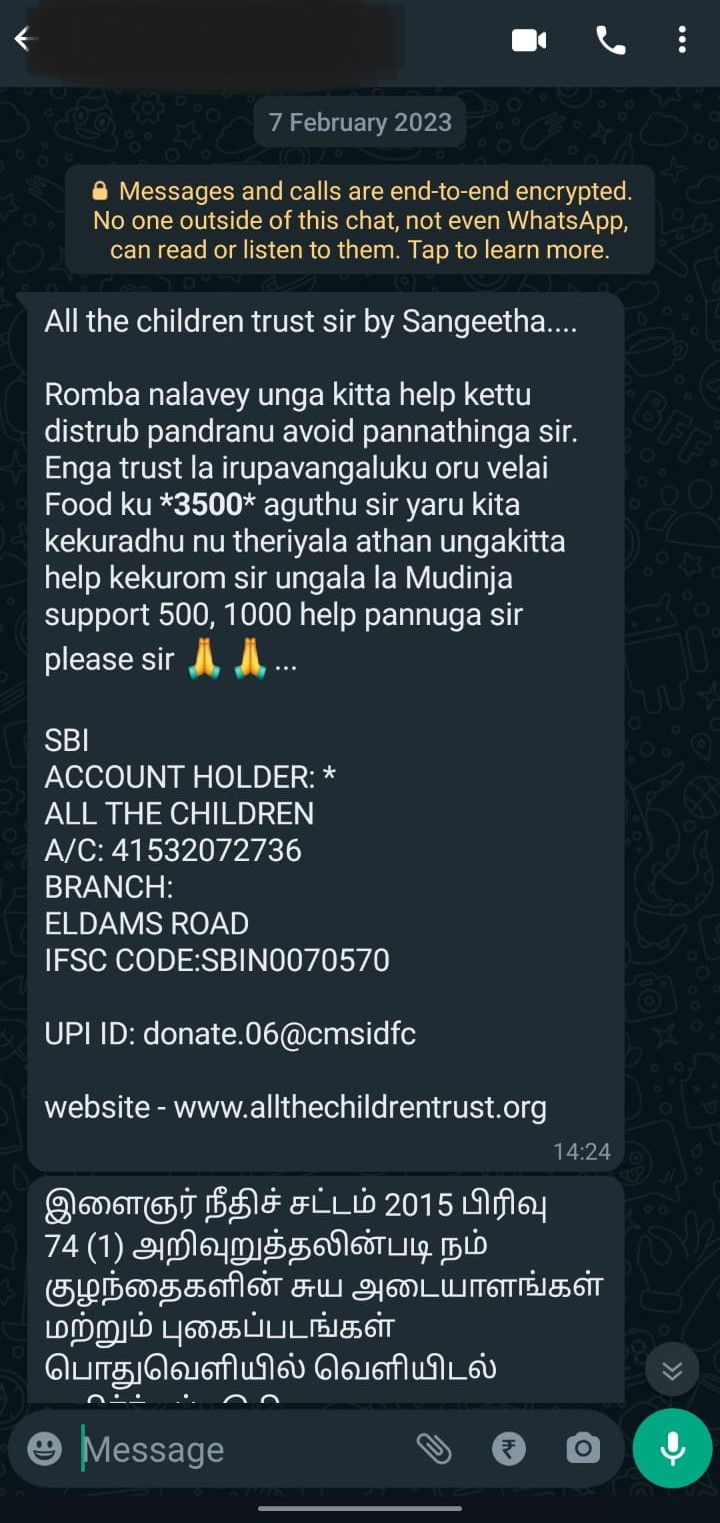 7 February 2023
Messages and calls are end-to-end encrypted.
No one outside of this chat, not even WhatsApp,
can read or listen to them. Tap to learn more.
All the children trust sir by Sangeetha....
Romba nalavey unga kitta help kettu
distrub pandranu avoid pannathinga sir.
Enga trust la irupavangaluku oru velai
Food ku *3500* aguthu sir yaru kita
kekuradhu nu theriyala athan ungakitta
help kekurom sir ungala la Mudinja
support 500, 1000 help pannuga sir
please sir 🙏 🙏...
SBI
ACCOUNT HOLDER: *
ALL THE CHILDREN
A/C: 41532072736
BRANCH:
ELDAMS ROAD
IFSC CODE:SBIN0070570
UPI ID: donate.06@cmsidfc
website - www.allthechildrentrust.org
14:24
இளைஞர் நீதிச் சட்டம் 2015 பிரிவு
74 (1) அறிவுறுத்தலின்படி நம்
குழந்தைகளின் சுய அடையாளங்கள்
மற்றும் புகைப்படங்கள்
பொதுவெளியில் வெளியிடல்
Message